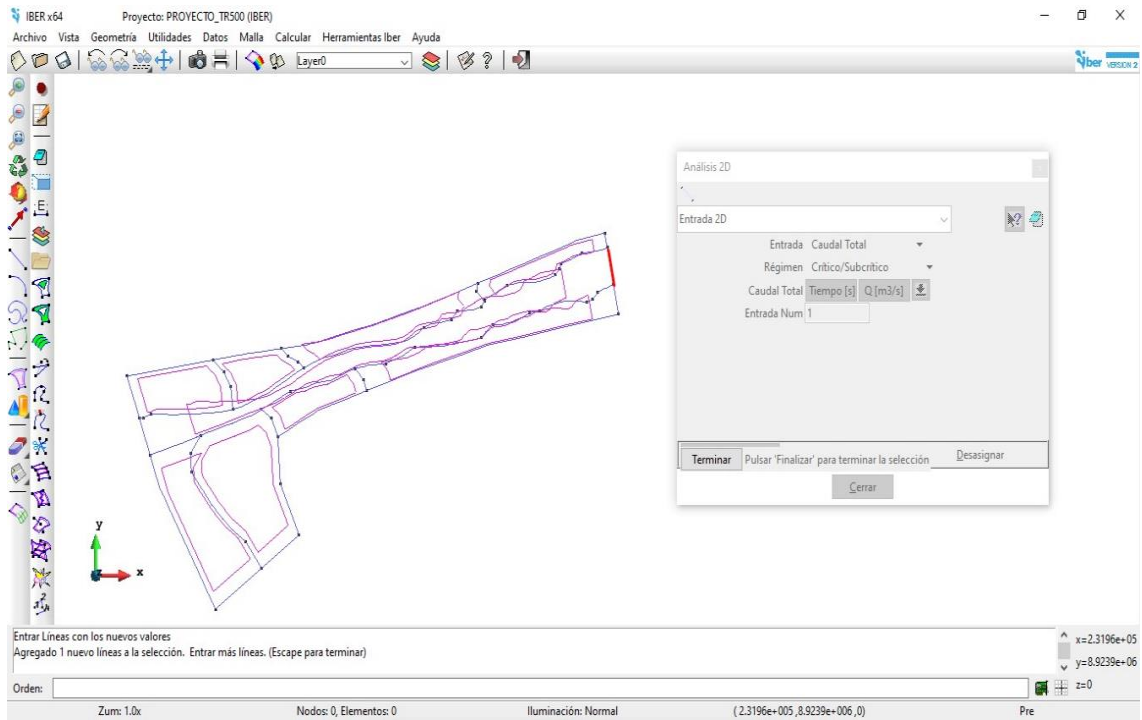 IBER x64 Proyecto: PROYECTO_TR500 (IBER)
Archivo Vista Geometría Utilidades Datos Malla Calcular Herramientas Iber Ayuda
Layer0
iber VERSION 2
Análisis 2D
Entrada 2D
Entrada Caudal Total
Régimen Crítico/Subcrítico
Caudal Total Tiempo [s] Q [m3/s]
Entrada Num 1
Terminar Pulsar 'Finalizar' para terminar la selección Desasignar
Cerrar
y
x
Entrar Líneas con los nuevos valores
Agregado 1 nuevo líneas a la selección. Entrar más líneas. (Escape para terminar)
x=2.3196e+05
y=8.9239e+06
z=0
Orden:
Zum: 1.0x Nodos: 0, Elementos: 0 Iluminación: Normal (2.3196e+005 ,8.9239e+006 ,0) Pre